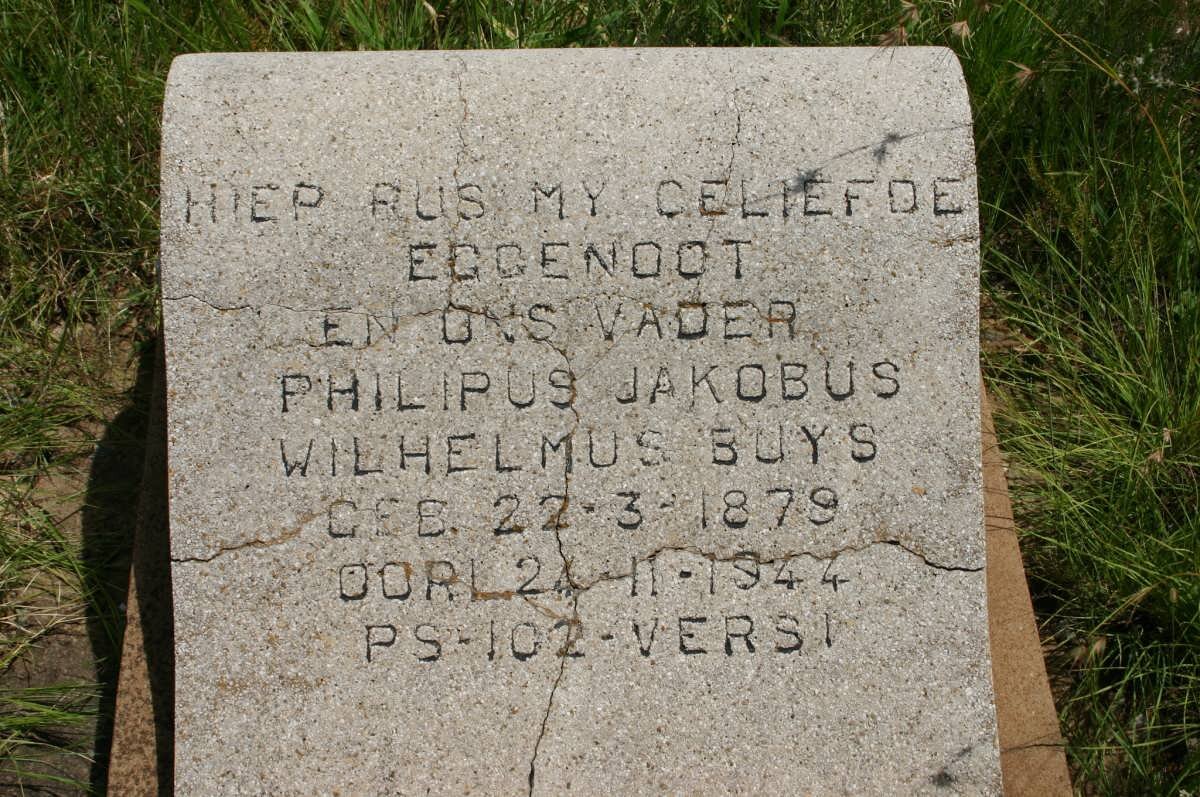 HIER RUS MY GELIEFDE
EGGENOOT
EN ONS VADER
PHILIPUS JAKOBUS
WILHELMUS BUYS
GEB. 22-3-1879
OORL 24-11-1944
PS-102-VERS 1